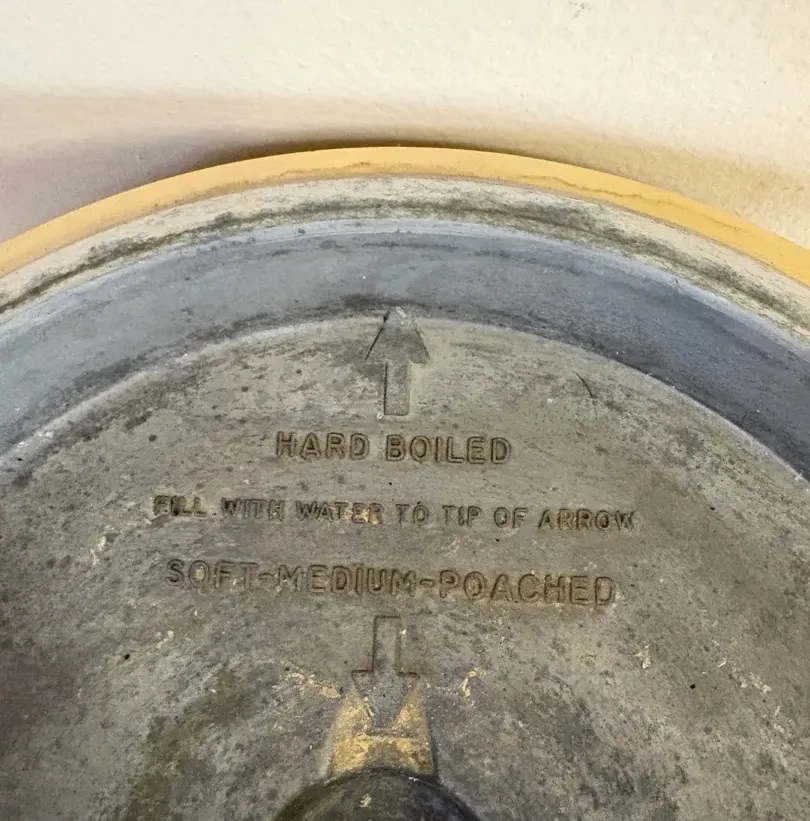 HARD BOILED
FILL WITH WATER TO TIP OF ARROW
SOFT-MEDIUM-POACHED